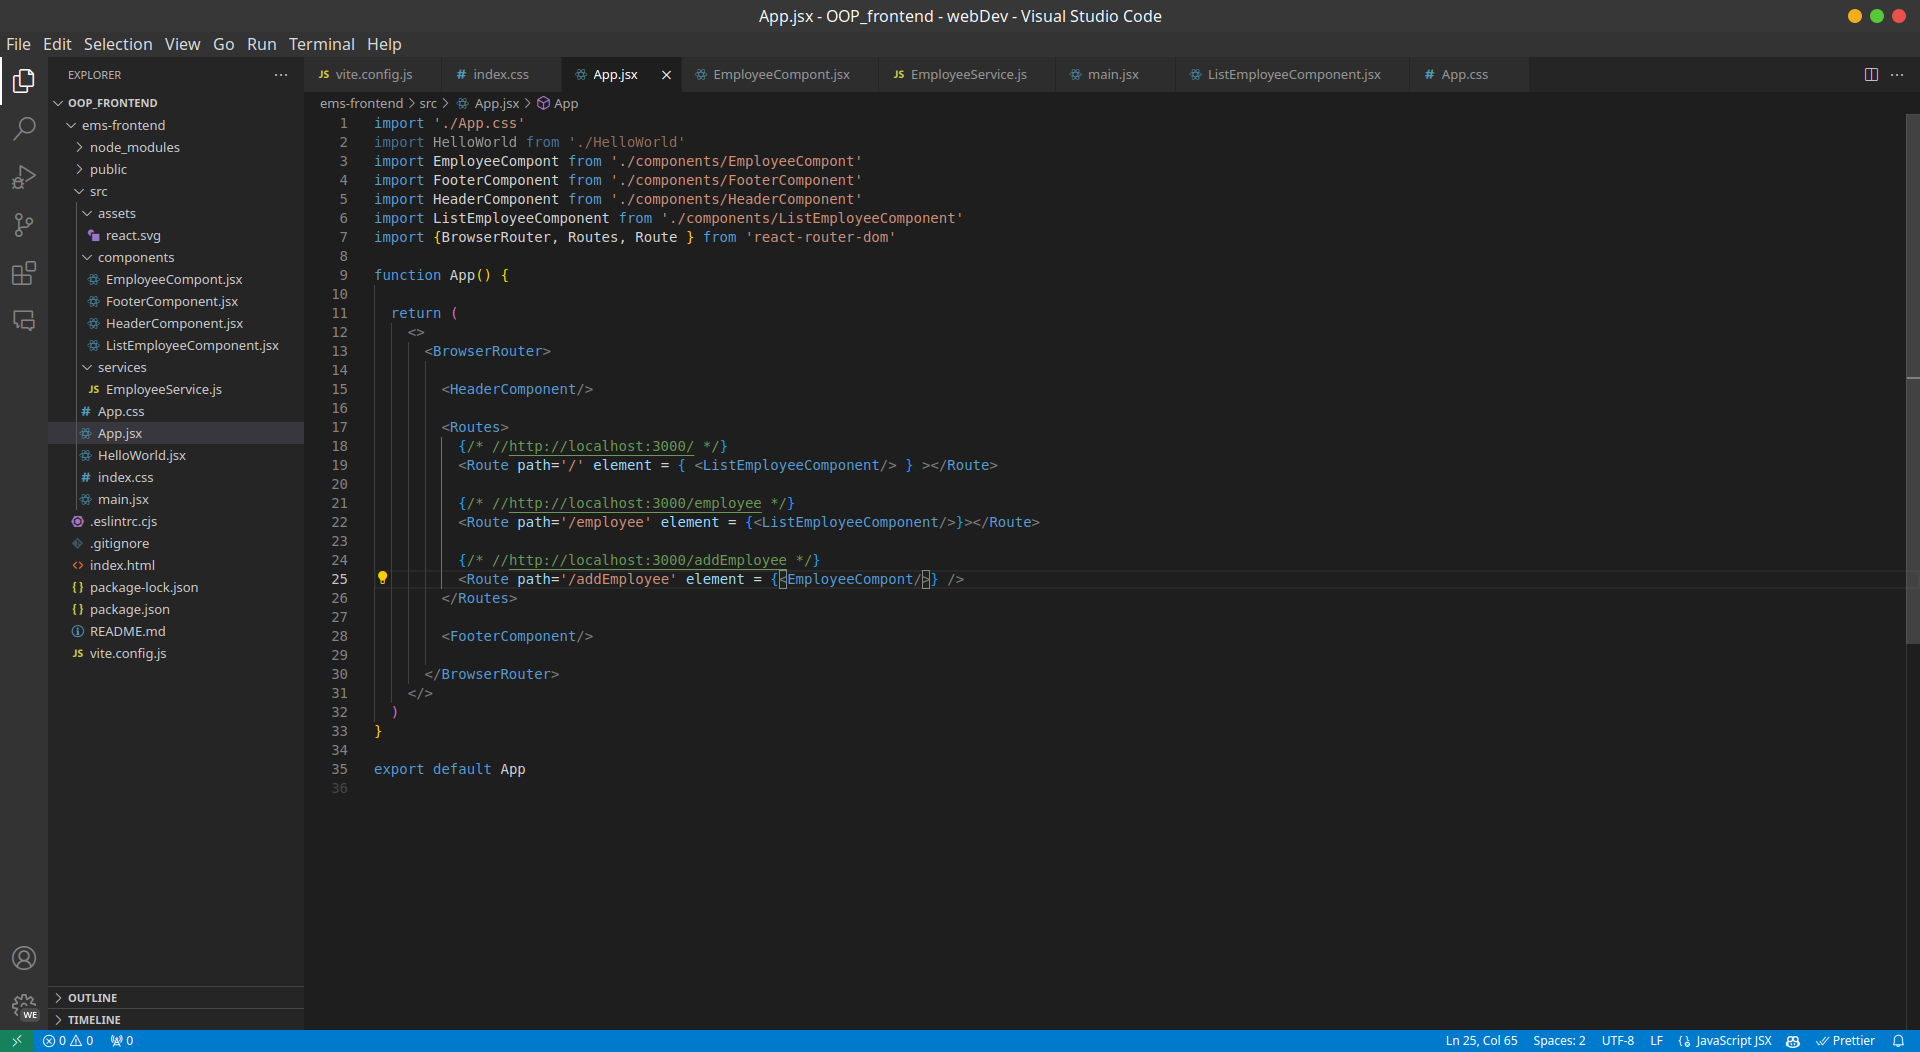 App.jsx - OOP_frontend - webDev - Visual Studio Code
File Edit Selection View Go Run Terminal Help
EXPLORER
OOP_FRONTEND
ems-frontend
node_modules
public
src
assets
react.svg
components
EmployeeCompont.jsx
FooterComponent.jsx
HeaderComponent.jsx
ListEmployeeComponent.jsx
services
EmployeeService.js
App.css
App.jsx
HelloWorld.jsx
index.css
main.jsx
.eslintrc.cjs
.gitignore
index.html
package-lock.json
package.json
README.md
vite.config.js
OUTLINE
TIMELINE
WE
JS vite.config.js # index.css App.jsx EmployeeCompont.jsx JS EmployeeService.js main.jsx ListEmployeeComponent.jsx # App.css
ems-frontend > src > App.jsx > App
1 import './App.css'
2 import HelloWorld from './HelloWorld'
3 import EmployeeCompont from './components/EmployeeCompont'
4 import FooterComponent from './components/FooterComponent'
5 import HeaderComponent from './components/HeaderComponent'
6 import ListEmployeeComponent from './components/ListEmployeeComponent'
7 import {BrowserRouter, Routes, Route } from 'react-router-dom'
8
9 function App() {
10
11 return (
12 <>
13 <BrowserRouter>
14
15 <HeaderComponent/>
16
17 <Routes>
18 {/* //http://localhost:3000/ */}
19 <Route path='/' element = { <ListEmployeeComponent/> } ></Route>
20
21 {/* //http://localhost:3000/employee */}
22 <Route path='/employee' element = {<ListEmployeeComponent/>}></Route>
23
24 {/* //http://localhost:3000/addEmployee */}
25 <Route path='/addEmployee' element = {<EmployeeCompont/>} />
26 </Routes>
27
28 <FooterComponent/>
29
30 </BrowserRouter>
31 </>
32 )
33 }
34
35 export default App
36
0 0 0 Ln 25, Col 65 Spaces: 2 UTF-8 LF JavaScript JSX Prettier